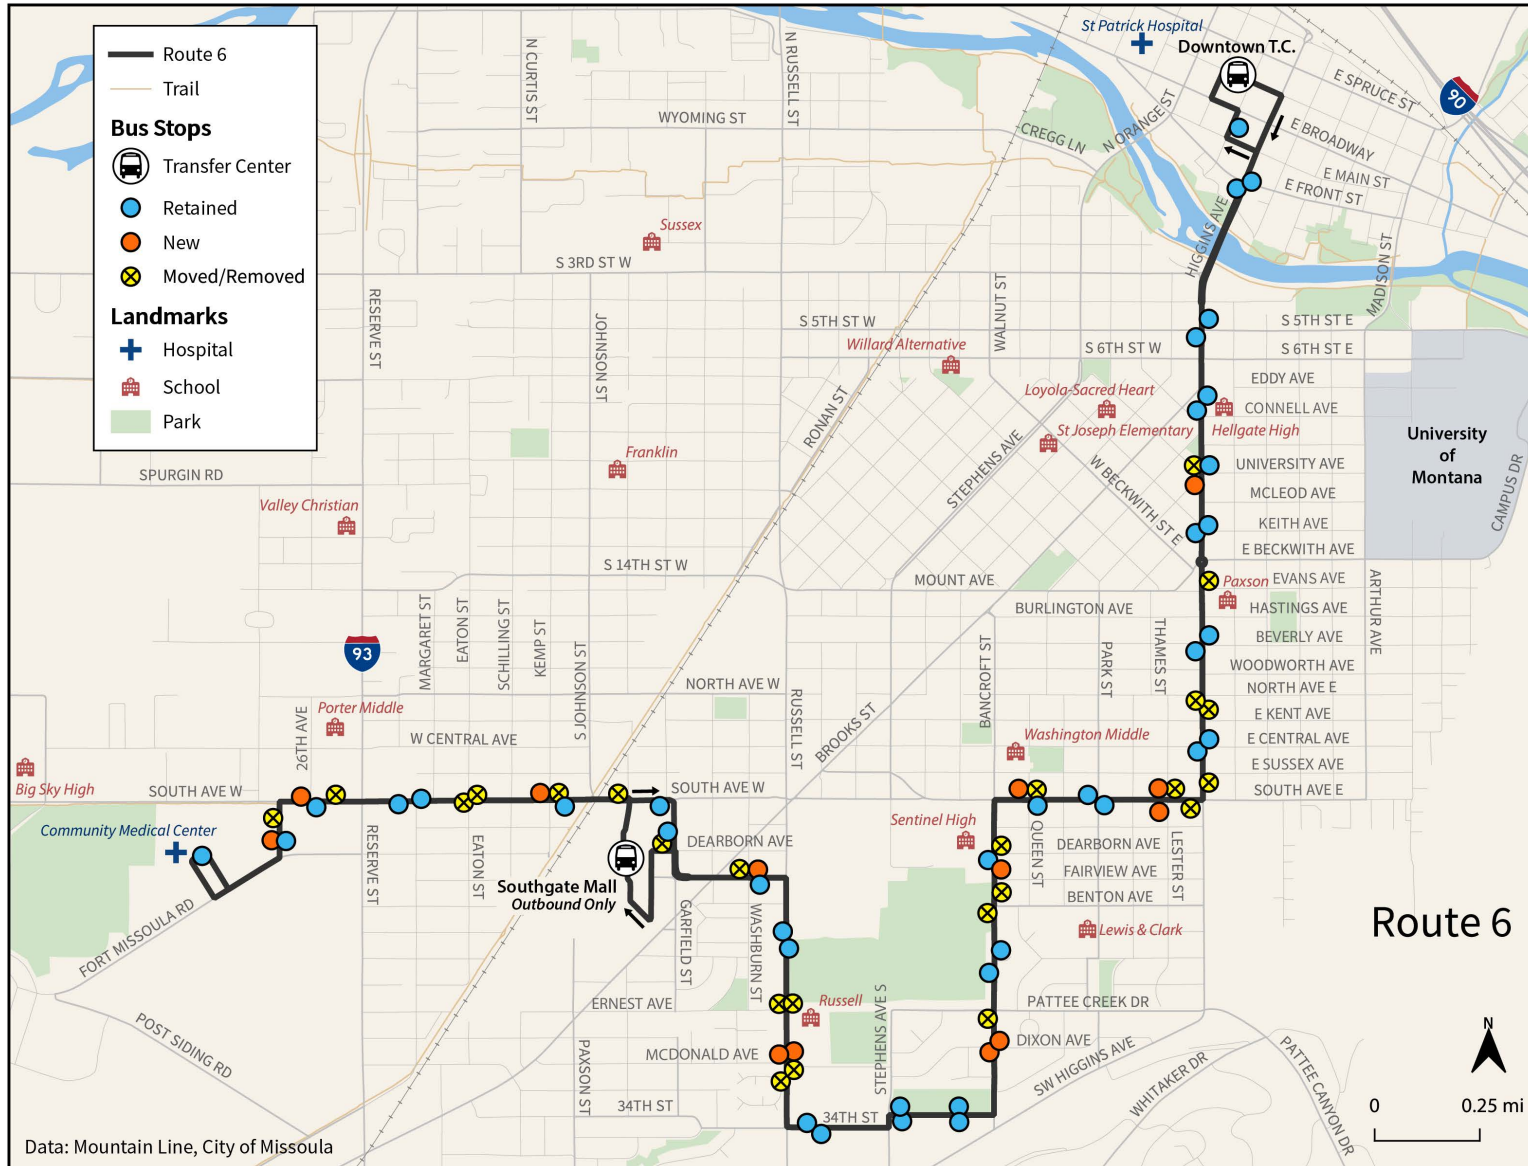 Route 6
Trail
Bus Stops
Transfer Center
Retained
New
Moved/Removed
Landmarks
Hospital
School
Park
St Patrick Hospital
Downtown T.C.
E SPRUCE ST
90
N CURTIS ST
N RUSSELL ST
WYOMING ST
CREGG LN
N ORANGE ST
E BROADWAY
E MAIN ST
E FRONT ST
HIGGINS AVE
MADISON ST
Sussex
S 3RD ST W
RESERVE ST
JOHNSON ST
WALNUT ST
S 5TH ST W
S 5TH ST E
Willard Alternative
S 6TH ST W
S 6TH ST E
EDDY AVE
Loyola-Sacred Heart
CONNELL AVE
St Joseph Elementary
Hellgate High
University
of
Montana
RONAN ST
STEPHENS AVE
W BECKWITH ST E
UNIVERSITY AVE
MCLEOD AVE
CAMPUS DR
Franklin
SPURGIN RD
Valley Christian
KEITH AVE
E BECKWITH AVE
S 14TH ST W
MOUNT AVE
Paxson
EVANS AVE
HASTINGS AVE
BURLINGTON AVE
BEVERLY AVE
ARTHUR AVE
MARGARET ST
EATON ST
SCHILLING ST
KEMP ST
S JOHNSON ST
93
BANCROFT ST
PARK ST
THAMES ST
WOODWORTH AVE
NORTH AVE W
NORTH AVE E
RUSSELL ST
BROOKS ST
E KENT AVE
Porter Middle
26TH AVE
W CENTRAL AVE
Washington Middle
E CENTRAL AVE
E SUSSEX AVE
Big Sky High
SOUTH AVE W
SOUTH AVE W
SOUTH AVE E
Community Medical Center
RESERVE ST
EATON ST
DEARBORN AVE
Sentinel High
QUEEN ST
DEARBORN AVE
LESTER ST
FAIRVIEW AVE
BENTON AVE
Southgate Mall
Outbound Only
GARFIELD ST
WASHBURN ST
FORT MISSOULA RD
Lewis & Clark
Route 6
ERNEST AVE
Russell
STEPHENS AVE S
PATTEE CREEK DR
POST SIDING RD
PAXSON ST
MCDONALD AVE
DIXON AVE
SW HIGGINS AVE
WHITAKER DR
PATTEE CANYON DR
N
34TH ST
34TH ST
0
0.25 mi
Data: Mountain Line, City of Missoula